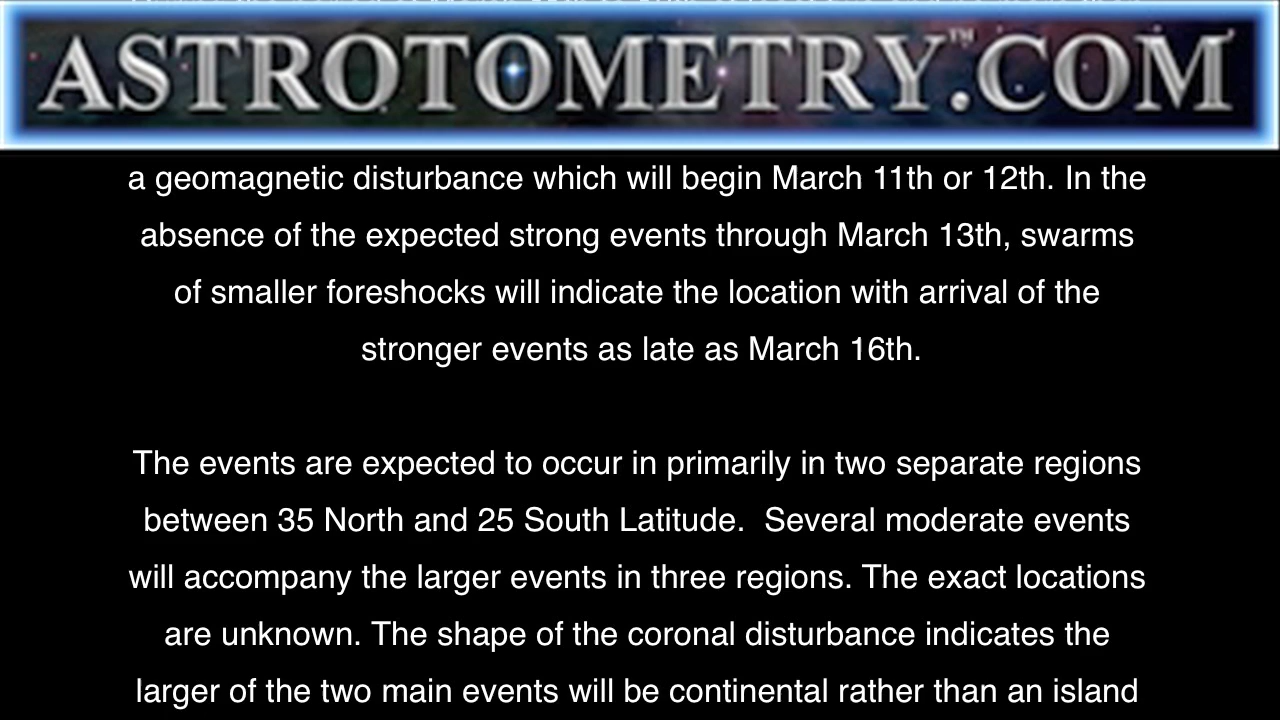 ASTROTOMETRY.COM™
a geomagnetic disturbance which will begin March 11th or 12th. In the
absence of the expected strong events through March 13th, swarms
of smaller foreshocks will indicate the location with arrival of the
stronger events as late as March 16th.
The events are expected to occur in primarily in two separate regions
between 35 North and 25 South Latitude.  Several moderate events
will accompany the larger events in three regions. The exact locations
are unknown. The shape of the coronal disturbance indicates the
larger of the two main events will be continental rather than an island